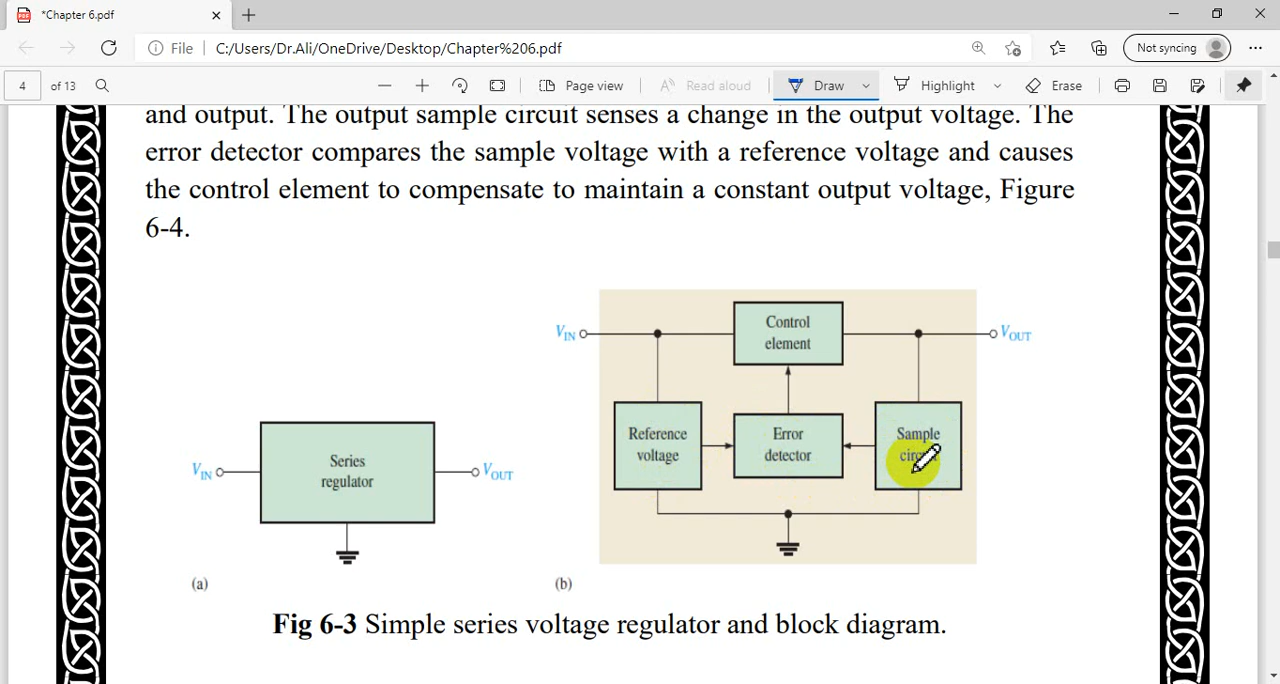 *Chapter 6.pdf
File
C:/Users/Dr.Ali/OneDrive/Desktop/Chapter%206.pdf
Not syncing
4 of 13
Page view
Read aloud
Draw
Highlight
Erase
and output. The output sample circuit senses a change in the output voltage. The
error detector compares the sample voltage with a reference voltage and causes
the control element to compensate to maintain a constant output voltage, Figure
6-4.
VIN
Series
regulator
VOUT
(a)
VIN
Control
element
VOUT
Reference
voltage
Error
detector
Sample
(b)
Fig 6-3 Simple series voltage regulator and block diagram.